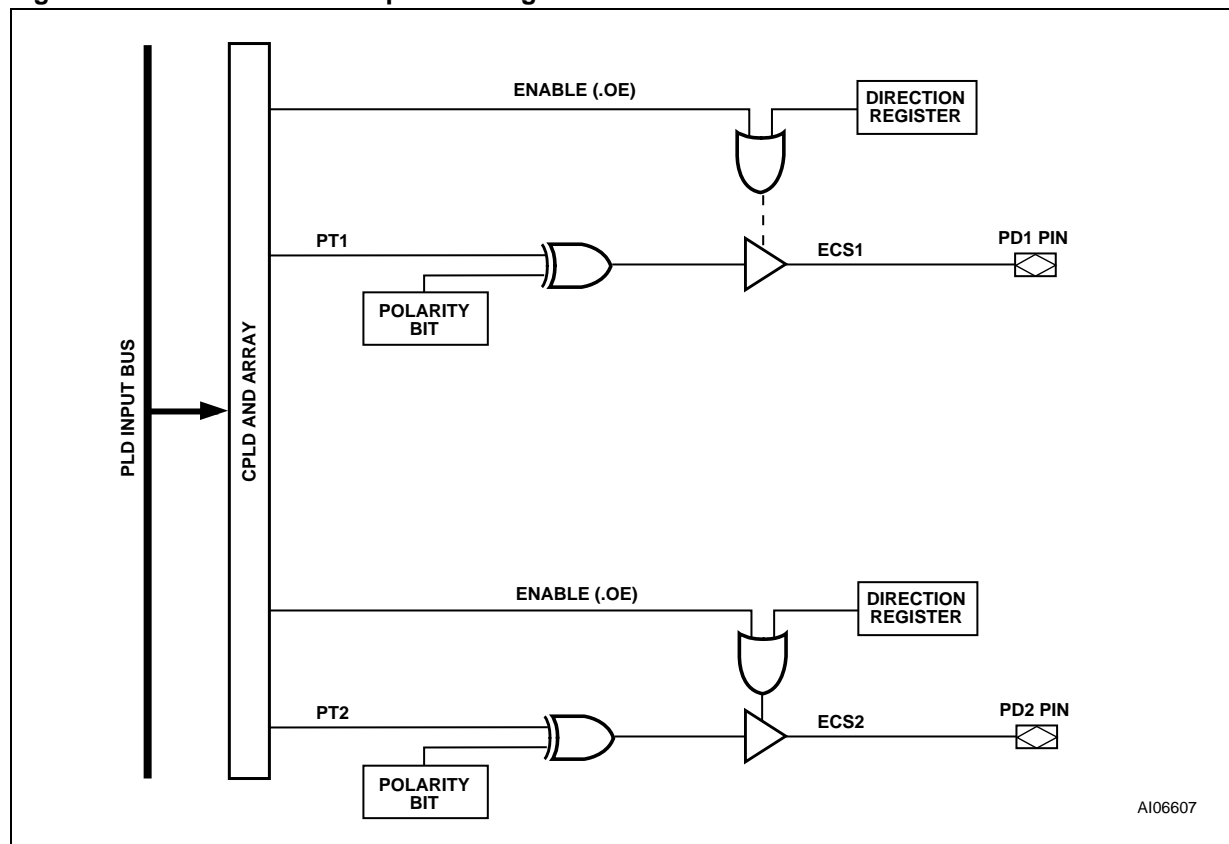 ENABLE (.OE)
DIRECTION
REGISTER
PT1
ECS1
PD1 PIN
POLARITY
BIT
PLD INPUT BUS
CPLD AND ARRAY
ENABLE (.OE)
DIRECTION
REGISTER
PT2
ECS2
PD2 PIN
POLARITY
BIT
AI06607